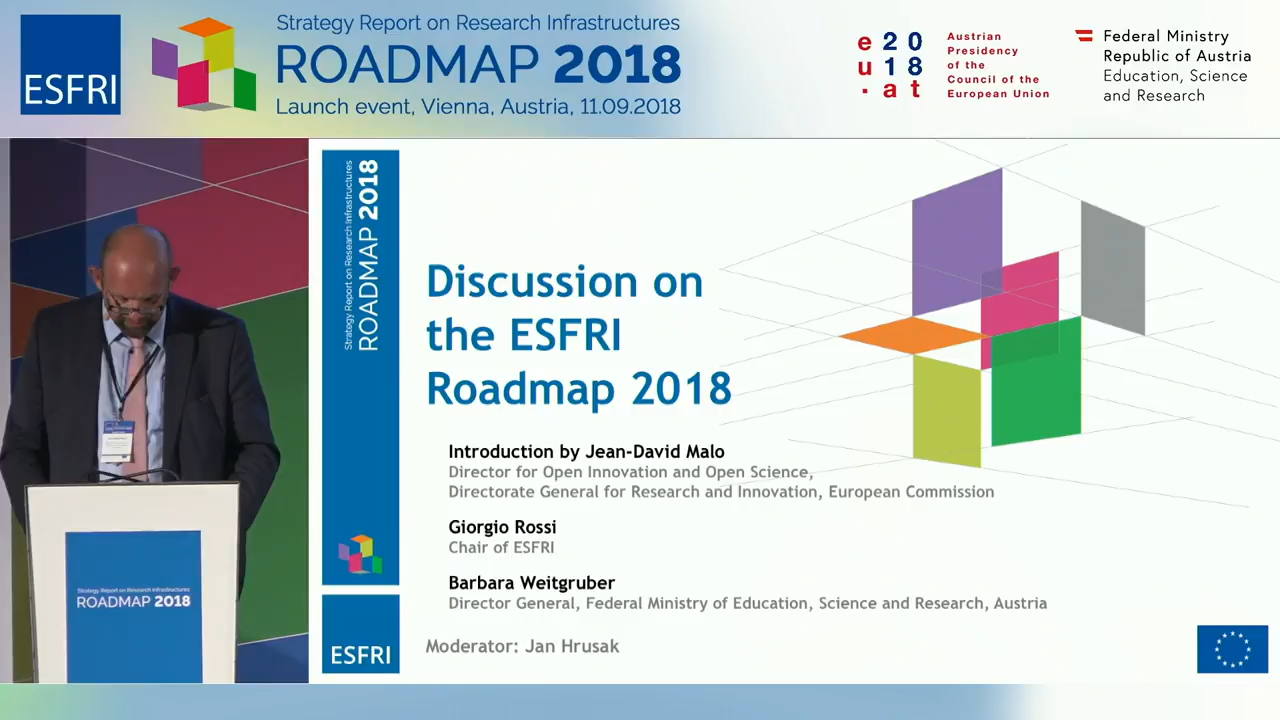 ESFRI
Strategy Report on Research Infrastructures
ROADMAP 2018
Launch event, Vienna, Austria, 11.09.2018
e 20
u 18
. at
Austrian
Presidency
of the
Council of the
European Union
Federal Ministry
Republic of Austria
Education, Science
and Research
Strategy Report on Research Infrastructures
ROADMAP 2018
ESFRI
Discussion on
the ESFRI
Roadmap 2018
Introduction by Jean-David Malo
Director for Open Innovation and Open Science,
Directorate General for Research and Innovation, European Commission
Giorgio Rossi
Chair of ESFRI
Barbara Weitgruber
Director General, Federal Ministry of Education, Science and Research, Austria
Moderator: Jan Hrusak
Strategy Report on Research Infrastructures
ROADMAP 2018